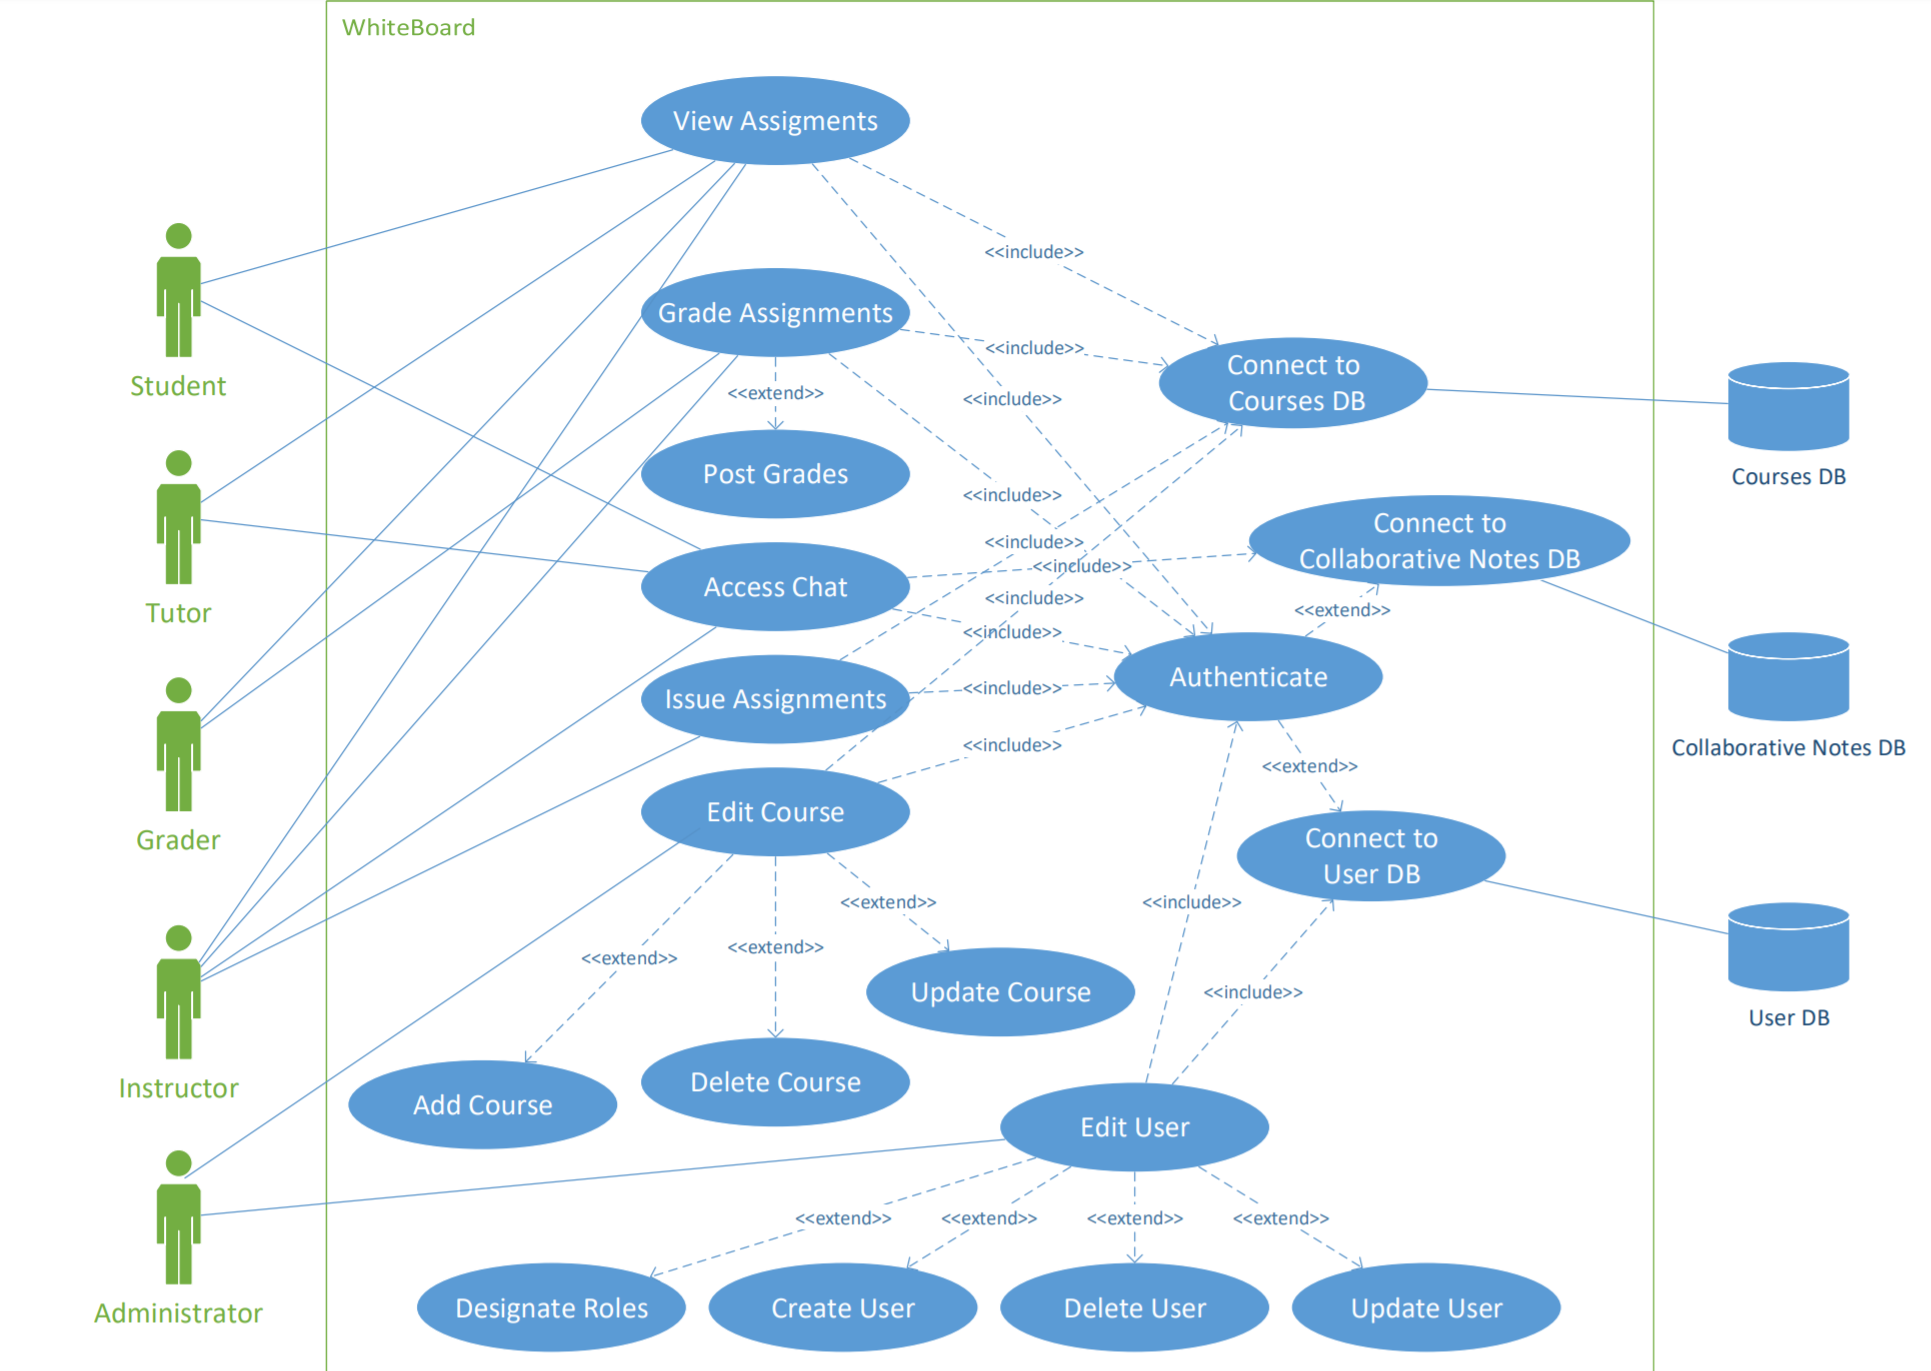 WhiteBoard
View Assigments
<<include>>
Grade Assignments
<<include>>
Connect to
Courses DB
<<extend>>
<<include>>
Student
Post Grades
Courses DB
<<include>>
Connect to
Collaborative Notes DB
<<include>>
<<include>>
Access Chat
<<include>>
<<extend>>
Tutor
<<include>>
Authenticate
Issue Assignments
<<include>>
<<include>>
Collaborative Notes DB
<<extend>>
Edit Course
Grader
Connect to
User DB
<<extend>>
<<include>>
<<extend>>
<<extend>>
Update Course
<<include>>
User DB
Instructor
Delete Course
Add Course
Edit User
<<extend>>
<<extend>>
<<extend>>
<<extend>>
Administrator
Designate Roles
Create User
Delete User
Update User